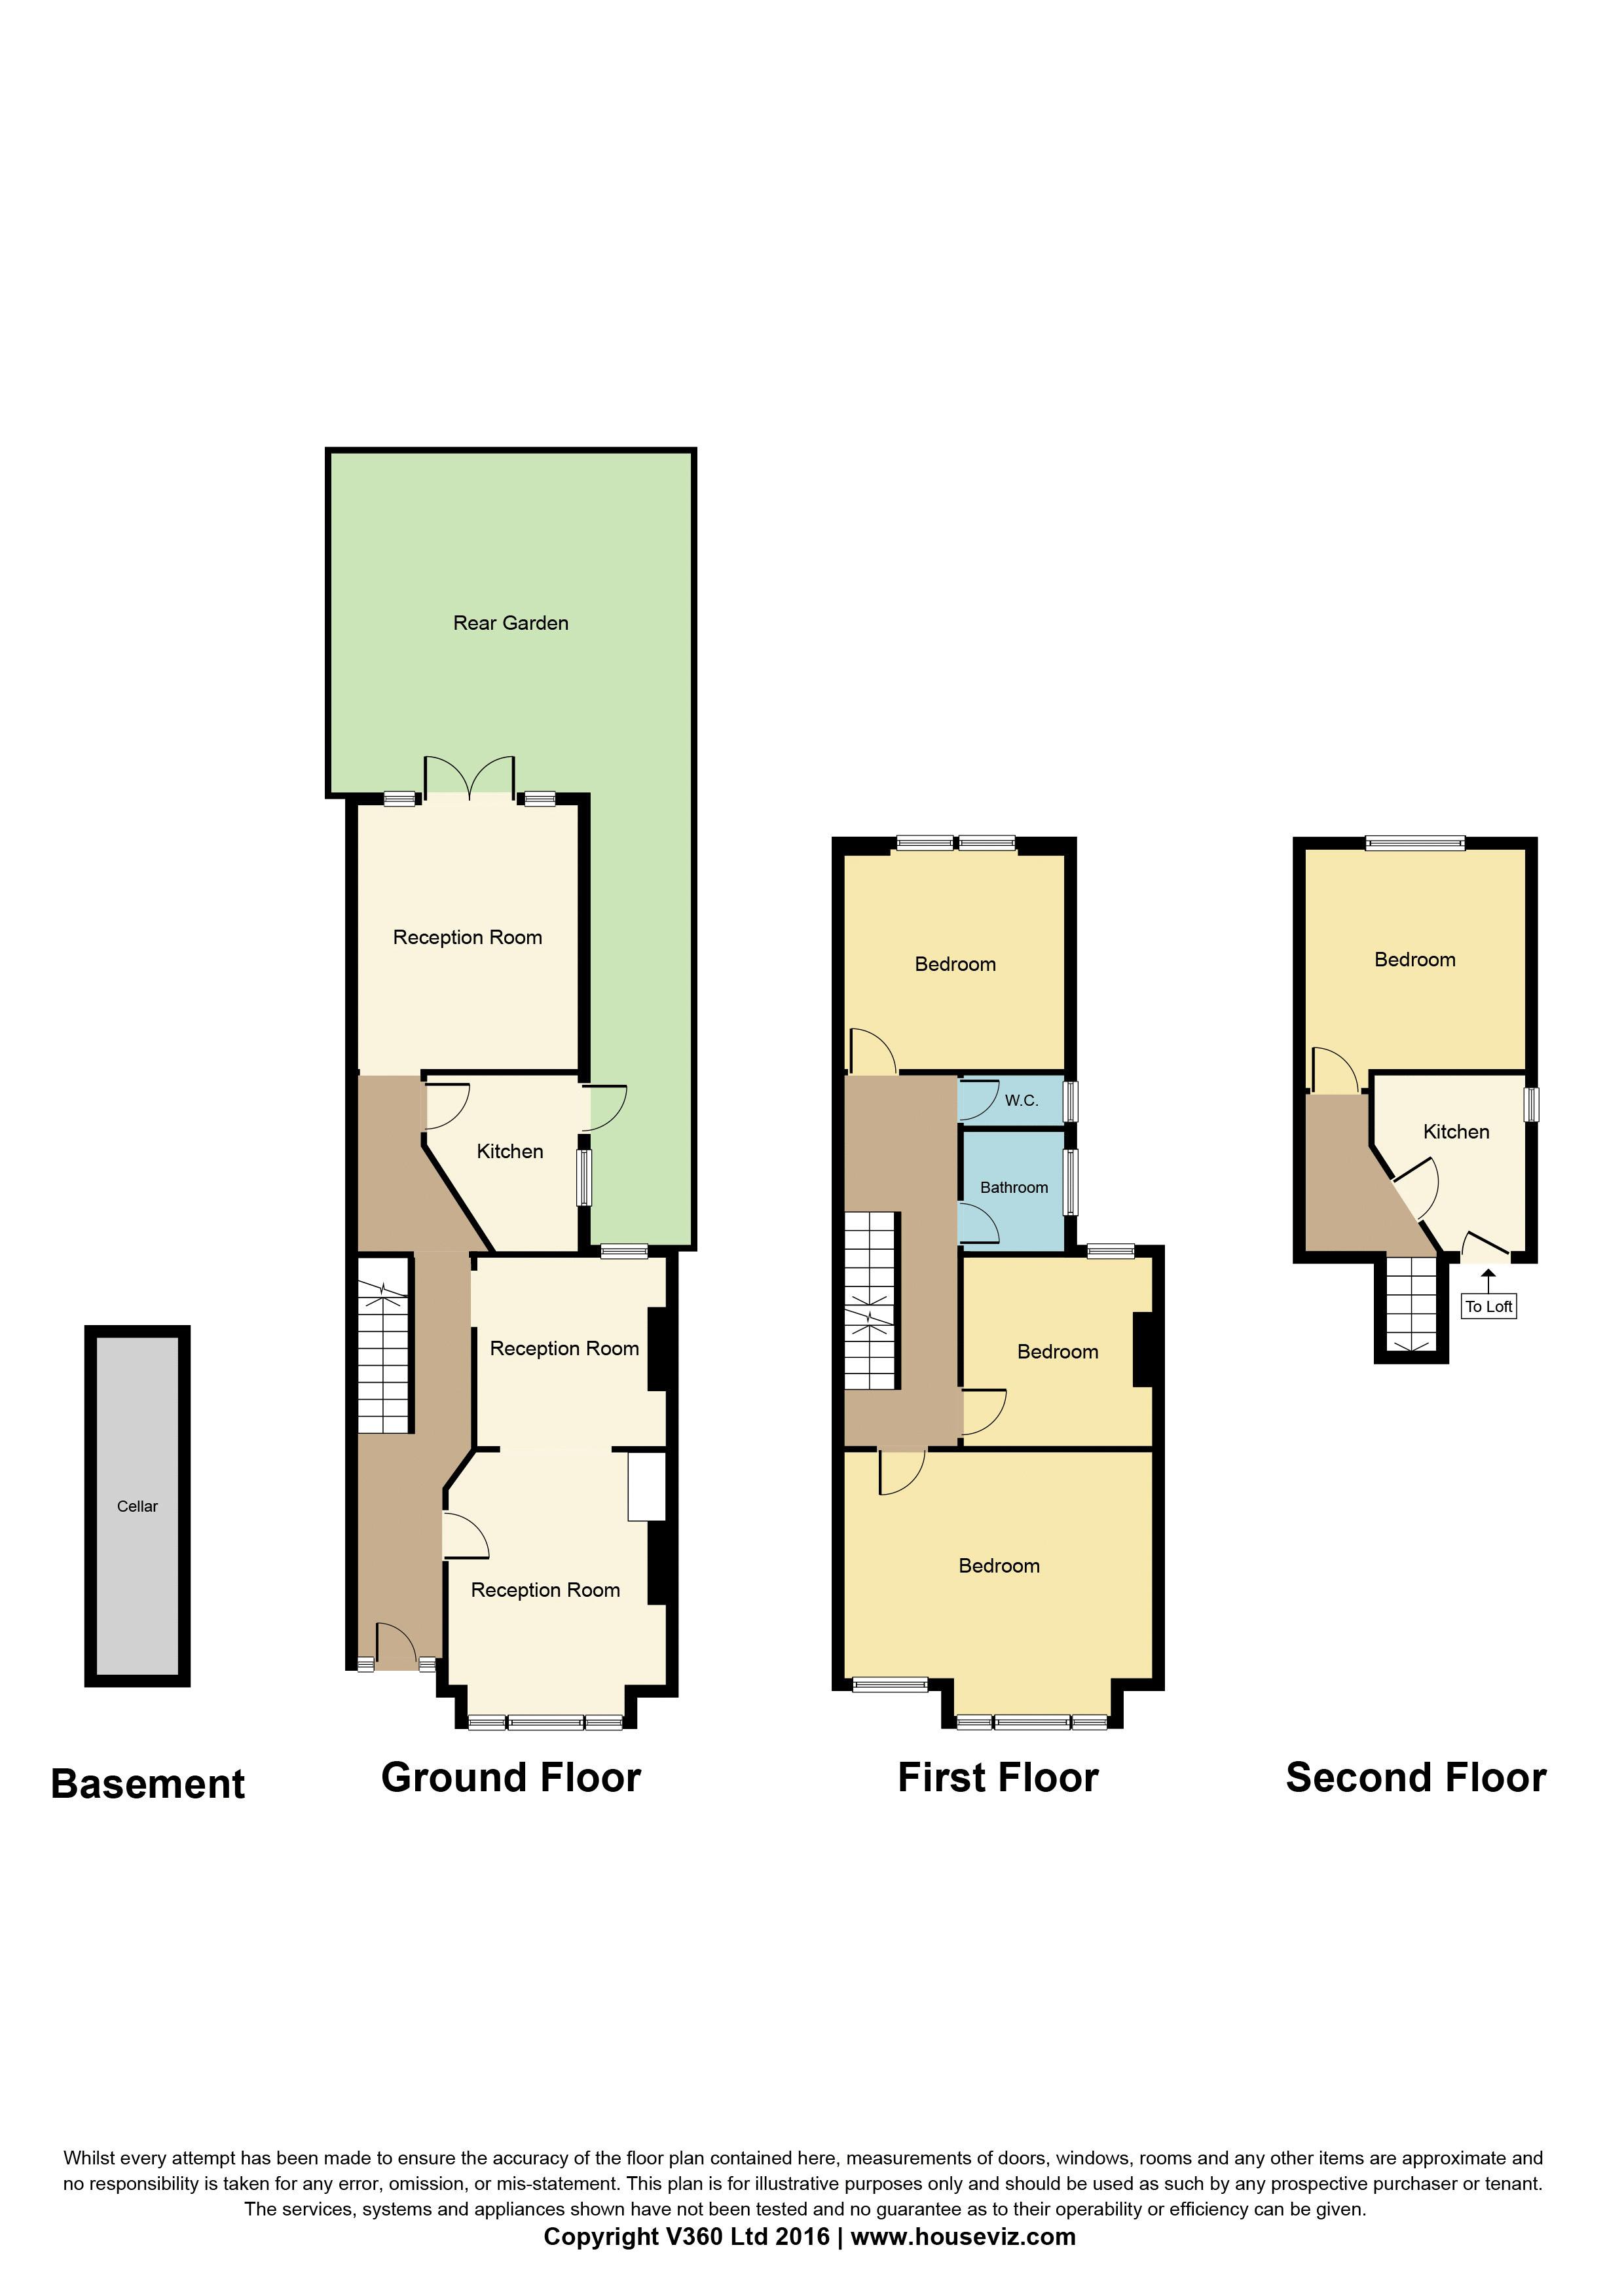 Rear Garden
Reception Room
Kitchen
Reception Room
Reception Room
Cellar
Bedroom
W.C.
Bathroom
Bedroom
Bedroom
Bedroom
Kitchen
To Loft
Basement
Ground Floor
First Floor
Second Floor
Whilst every attempt has been made to ensure the accuracy of the floor plan contained here, measurements of doors, windows, rooms and any other items are approximate and
no responsibility is taken for any error, omission, or mis-statement. This plan is for illustrative purposes only and should be used as such by any prospective purchaser or tenant.
The services, systems and appliances shown have not been tested and no guarantee as to their operability or efficiency can be given.
Copyright V360 Ltd 2016 | www.houseviz.com